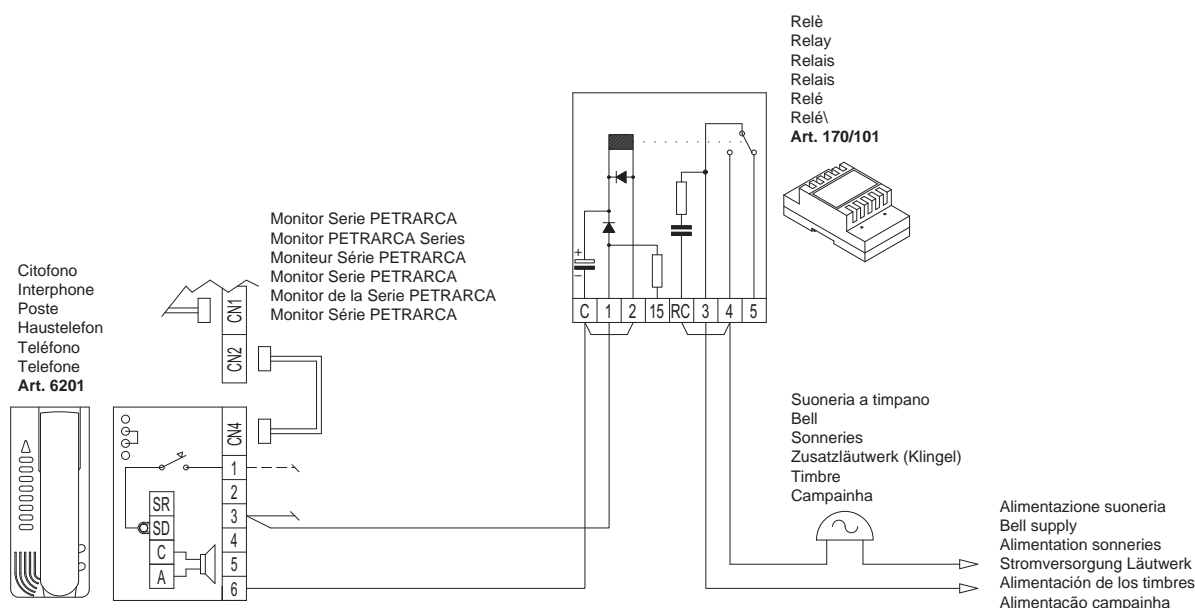 Relè
Relay
Relais
Relais
Relé
Relé\
Art. 170/101
Monitor Serie PETRARCA
Monitor PETRARCA Series
Moniteur Série PETRARCA
Monitor Serie PETRARCA
Monitor de la Serie PETRARCA
Monitor Série PETRARCA
Citofono
Interphone
Poste
Haustelefon
Teléfono
Telefone
Art. 6201
CN1
CN2
CN4
1
2
3
4
5
6
SR
SD
C
A
+
−
C 1 2 15 RC 3 4 5
Suoneria a timpano
Bell
Sonneries
Zusatzläutwerk (Klingel)
Timbre
Campainha
Alimentazione suoneria
Bell supply
Alimentation sonneries
Stromversorgung Läutwerk
Alimentación de los timbres
Alimentação campainha